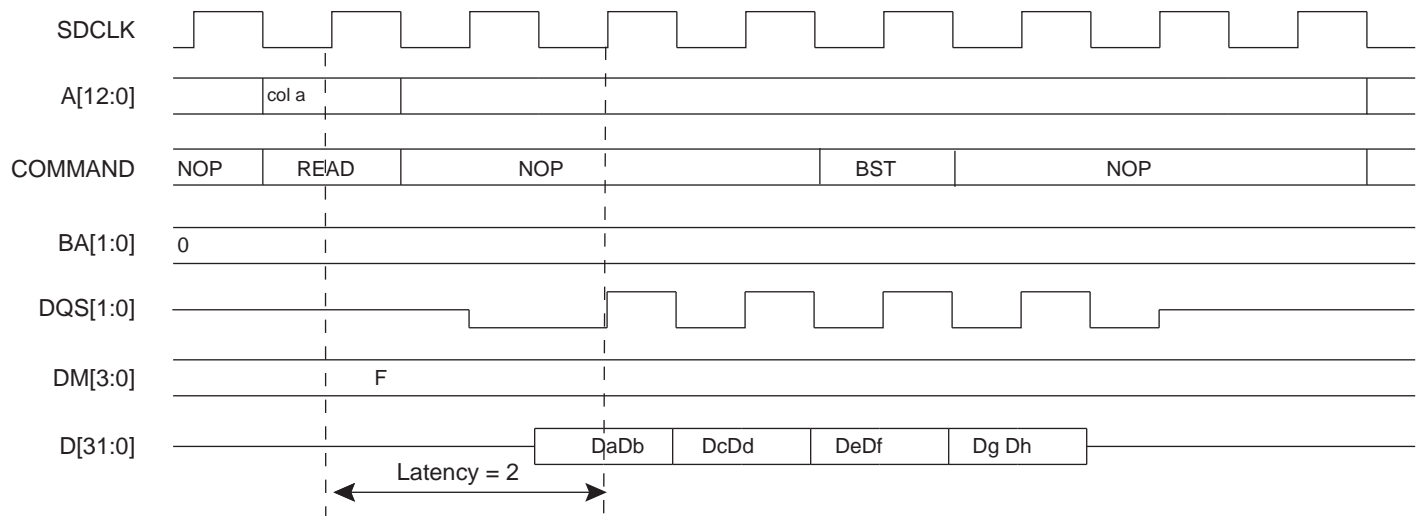 SDCLK
A[12:0] col a
COMMAND NOP READ NOP BST NOP
BA[1:0] 0
DQS[1:0]
DM[3:0] F
D[31:0] DaDb DcDd DeDf Dg Dh
Latency = 2